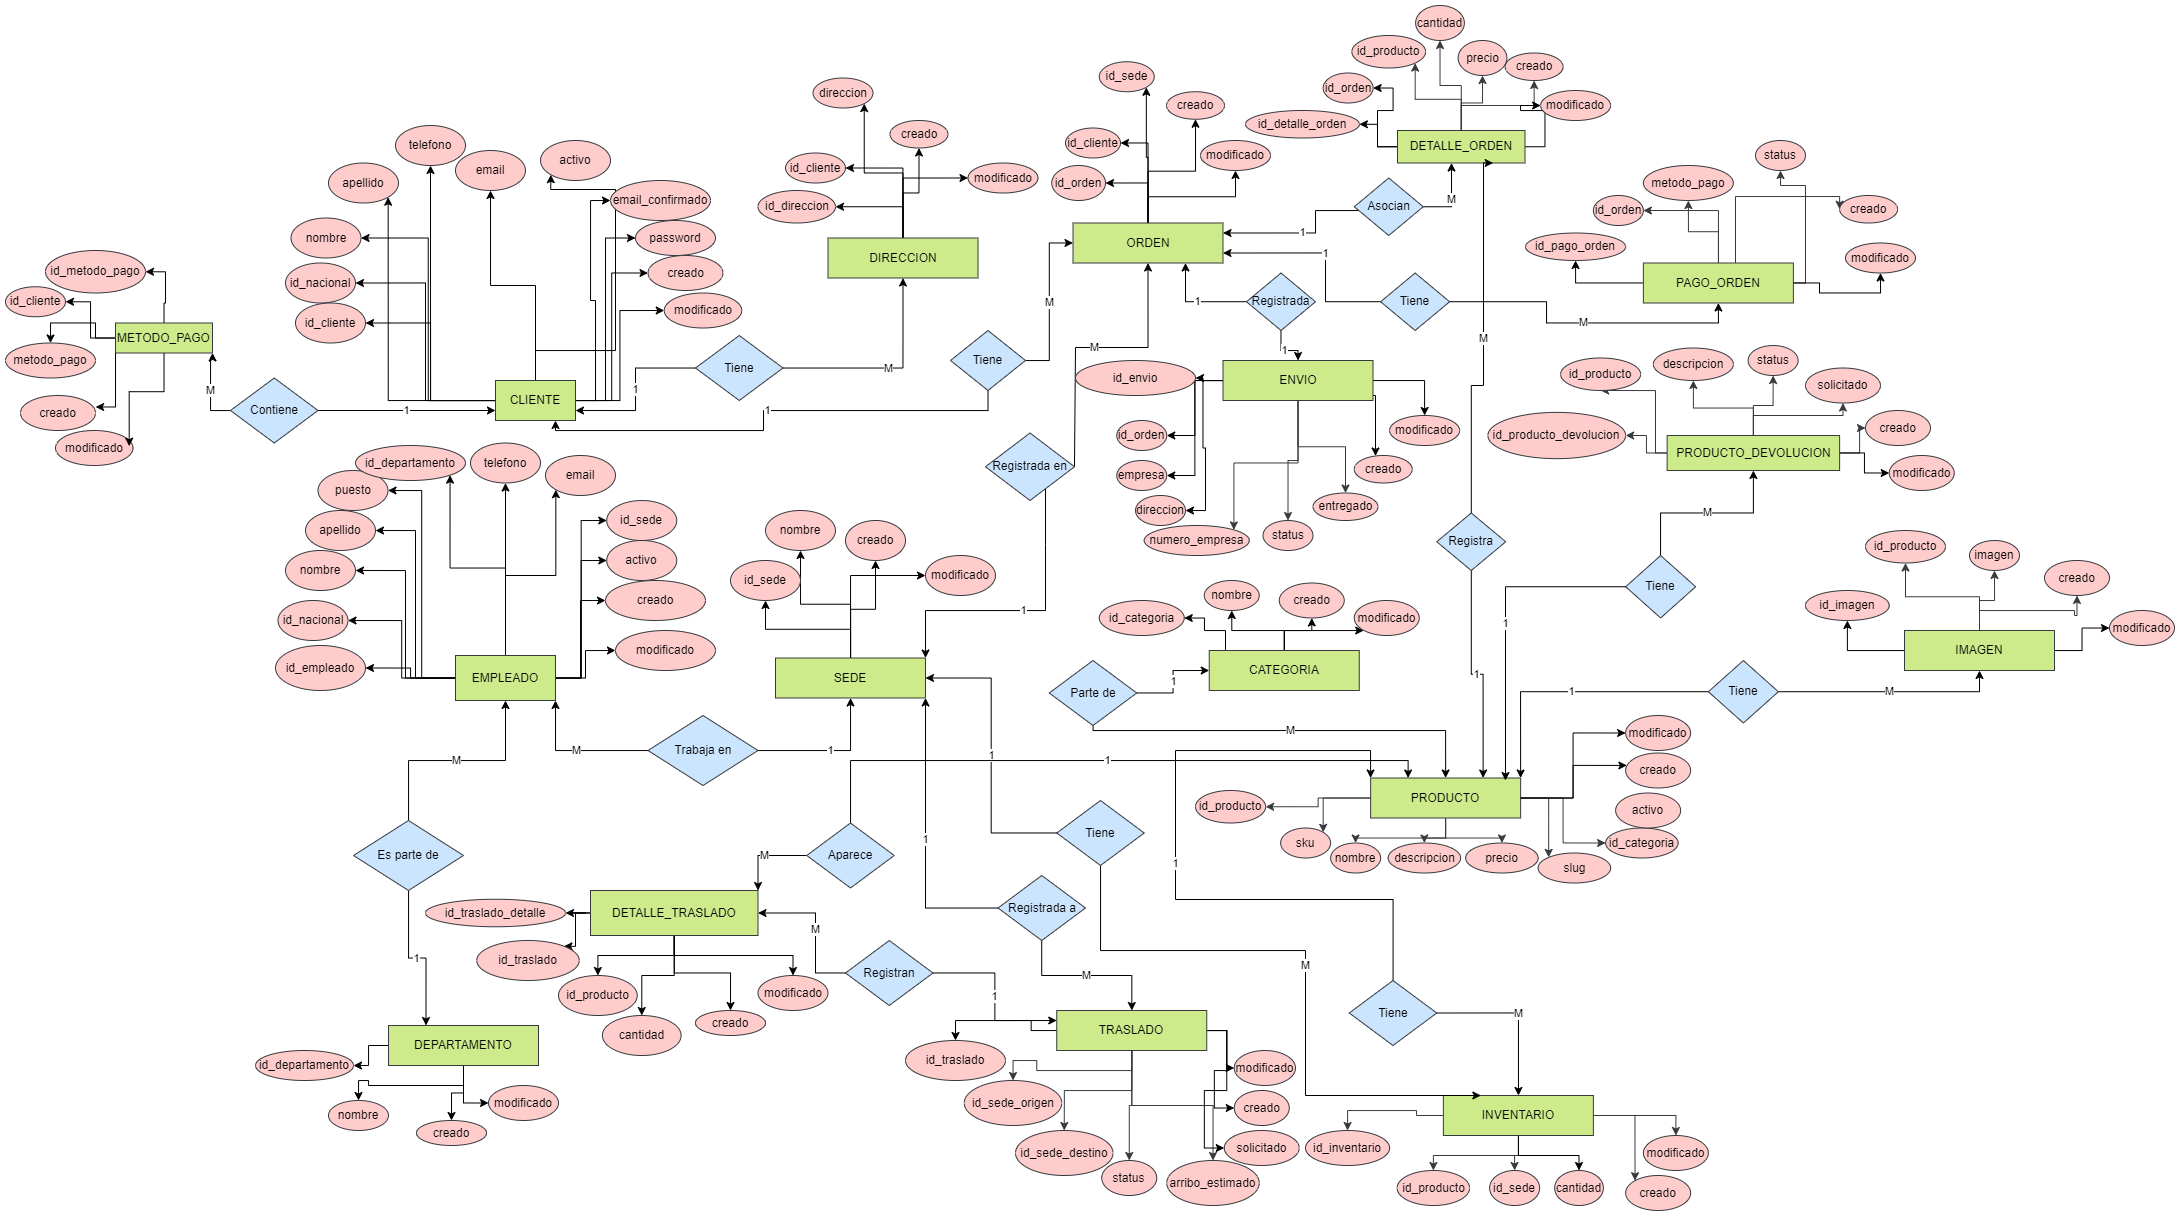 METODO_PAGO
id_metodo_pago
id_cliente
metodo_pago
creado
modificado
M
Contiene
1
CLIENTE
apellido
telefono
email
activo
email_confirmado
password
creado
modificado
nombre
id_nacional
id_cliente
1
Tiene
M
DIRECCION
direccion
creado
id_cliente
modificado
id_direccion
1
Tiene
M
ORDEN
id_sede
creado
id_cliente
modificado
id_orden
1
Asocian
M
DETALLE_ORDEN
cantidad
id_producto
precio
creado
id_orden
modificado
id_detalle_orden
1
Tiene
M
PAGO_ORDEN
status
metodo_pago
id_orden
creado
id_pago_orden
modificado
1
Registrada
1
ENVIO
id_envio
id_orden
empresa
direccion
numero_empresa
status
entregado
creado
modificado
M
Registrada en
1
M
Registra
1
PRODUCTO_DEVOLUCION
id_producto
descripcion
status
solicitado
creado
id_producto_devolucion
modificado
M
Tiene
1
IMAGEN
id_producto
imagen
creado
id_imagen
modificado
1
Tiene
M
EMPLEADO
id_departamento
telefono
email
puesto
apellido
nombre
id_nacional
id_empleado
id_sede
activo
creado
modificado
M
Trabaja en
1
SEDE
nombre
creado
id_sede
modificado
CATEGORIA
id_categoria
nombre
creado
modificado
Parte de
1
M
PRODUCTO
modificado
creado
activo
id_categoria
slug
precio
descripcion
nombre
sku
id_producto
M
Es parte de
1
DEPARTAMENTO
id_departamento
nombre
creado
modificado
1
Aparece
M
DETALLE_TRASLADO
id_traslado_detalle
id_traslado
id_producto
cantidad
creado
modificado
M
Registran
1
1
Registrada a
M
TRASLADO
id_traslado
id_sede_origen
id_sede_destino
status
arribo_estimado
solicitado
creado
modificado
1
Tiene
M
1
Tiene
M
INVENTARIO
id_inventario
id_producto
id_sede
cantidad
creado
modificado